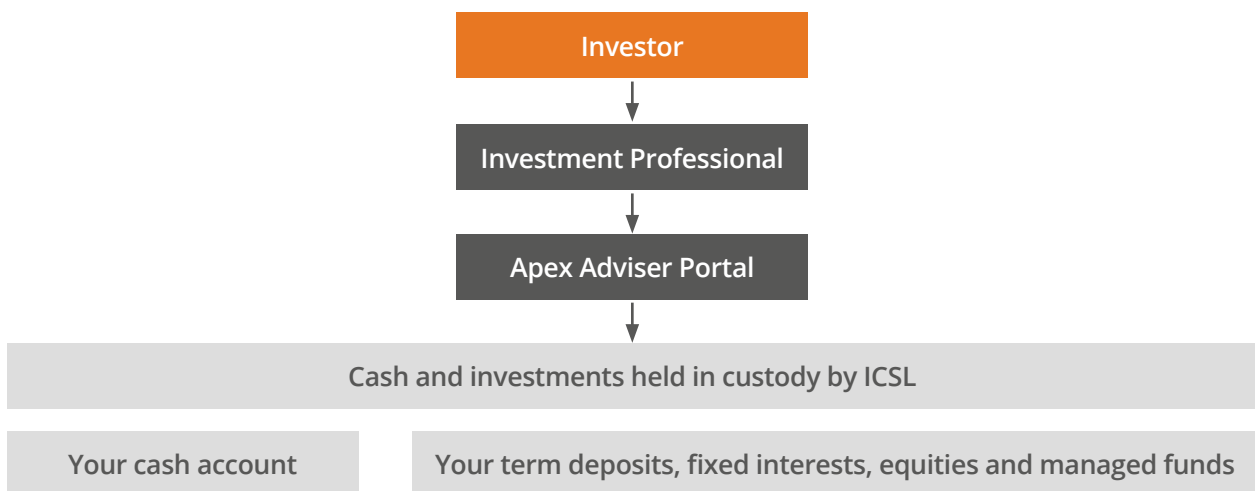 Investor
Investment Professional
Apex Adviser Portal
Cash and investments held in custody by ICSL
Your cash account
Your term deposits, fixed interests, equities and managed funds